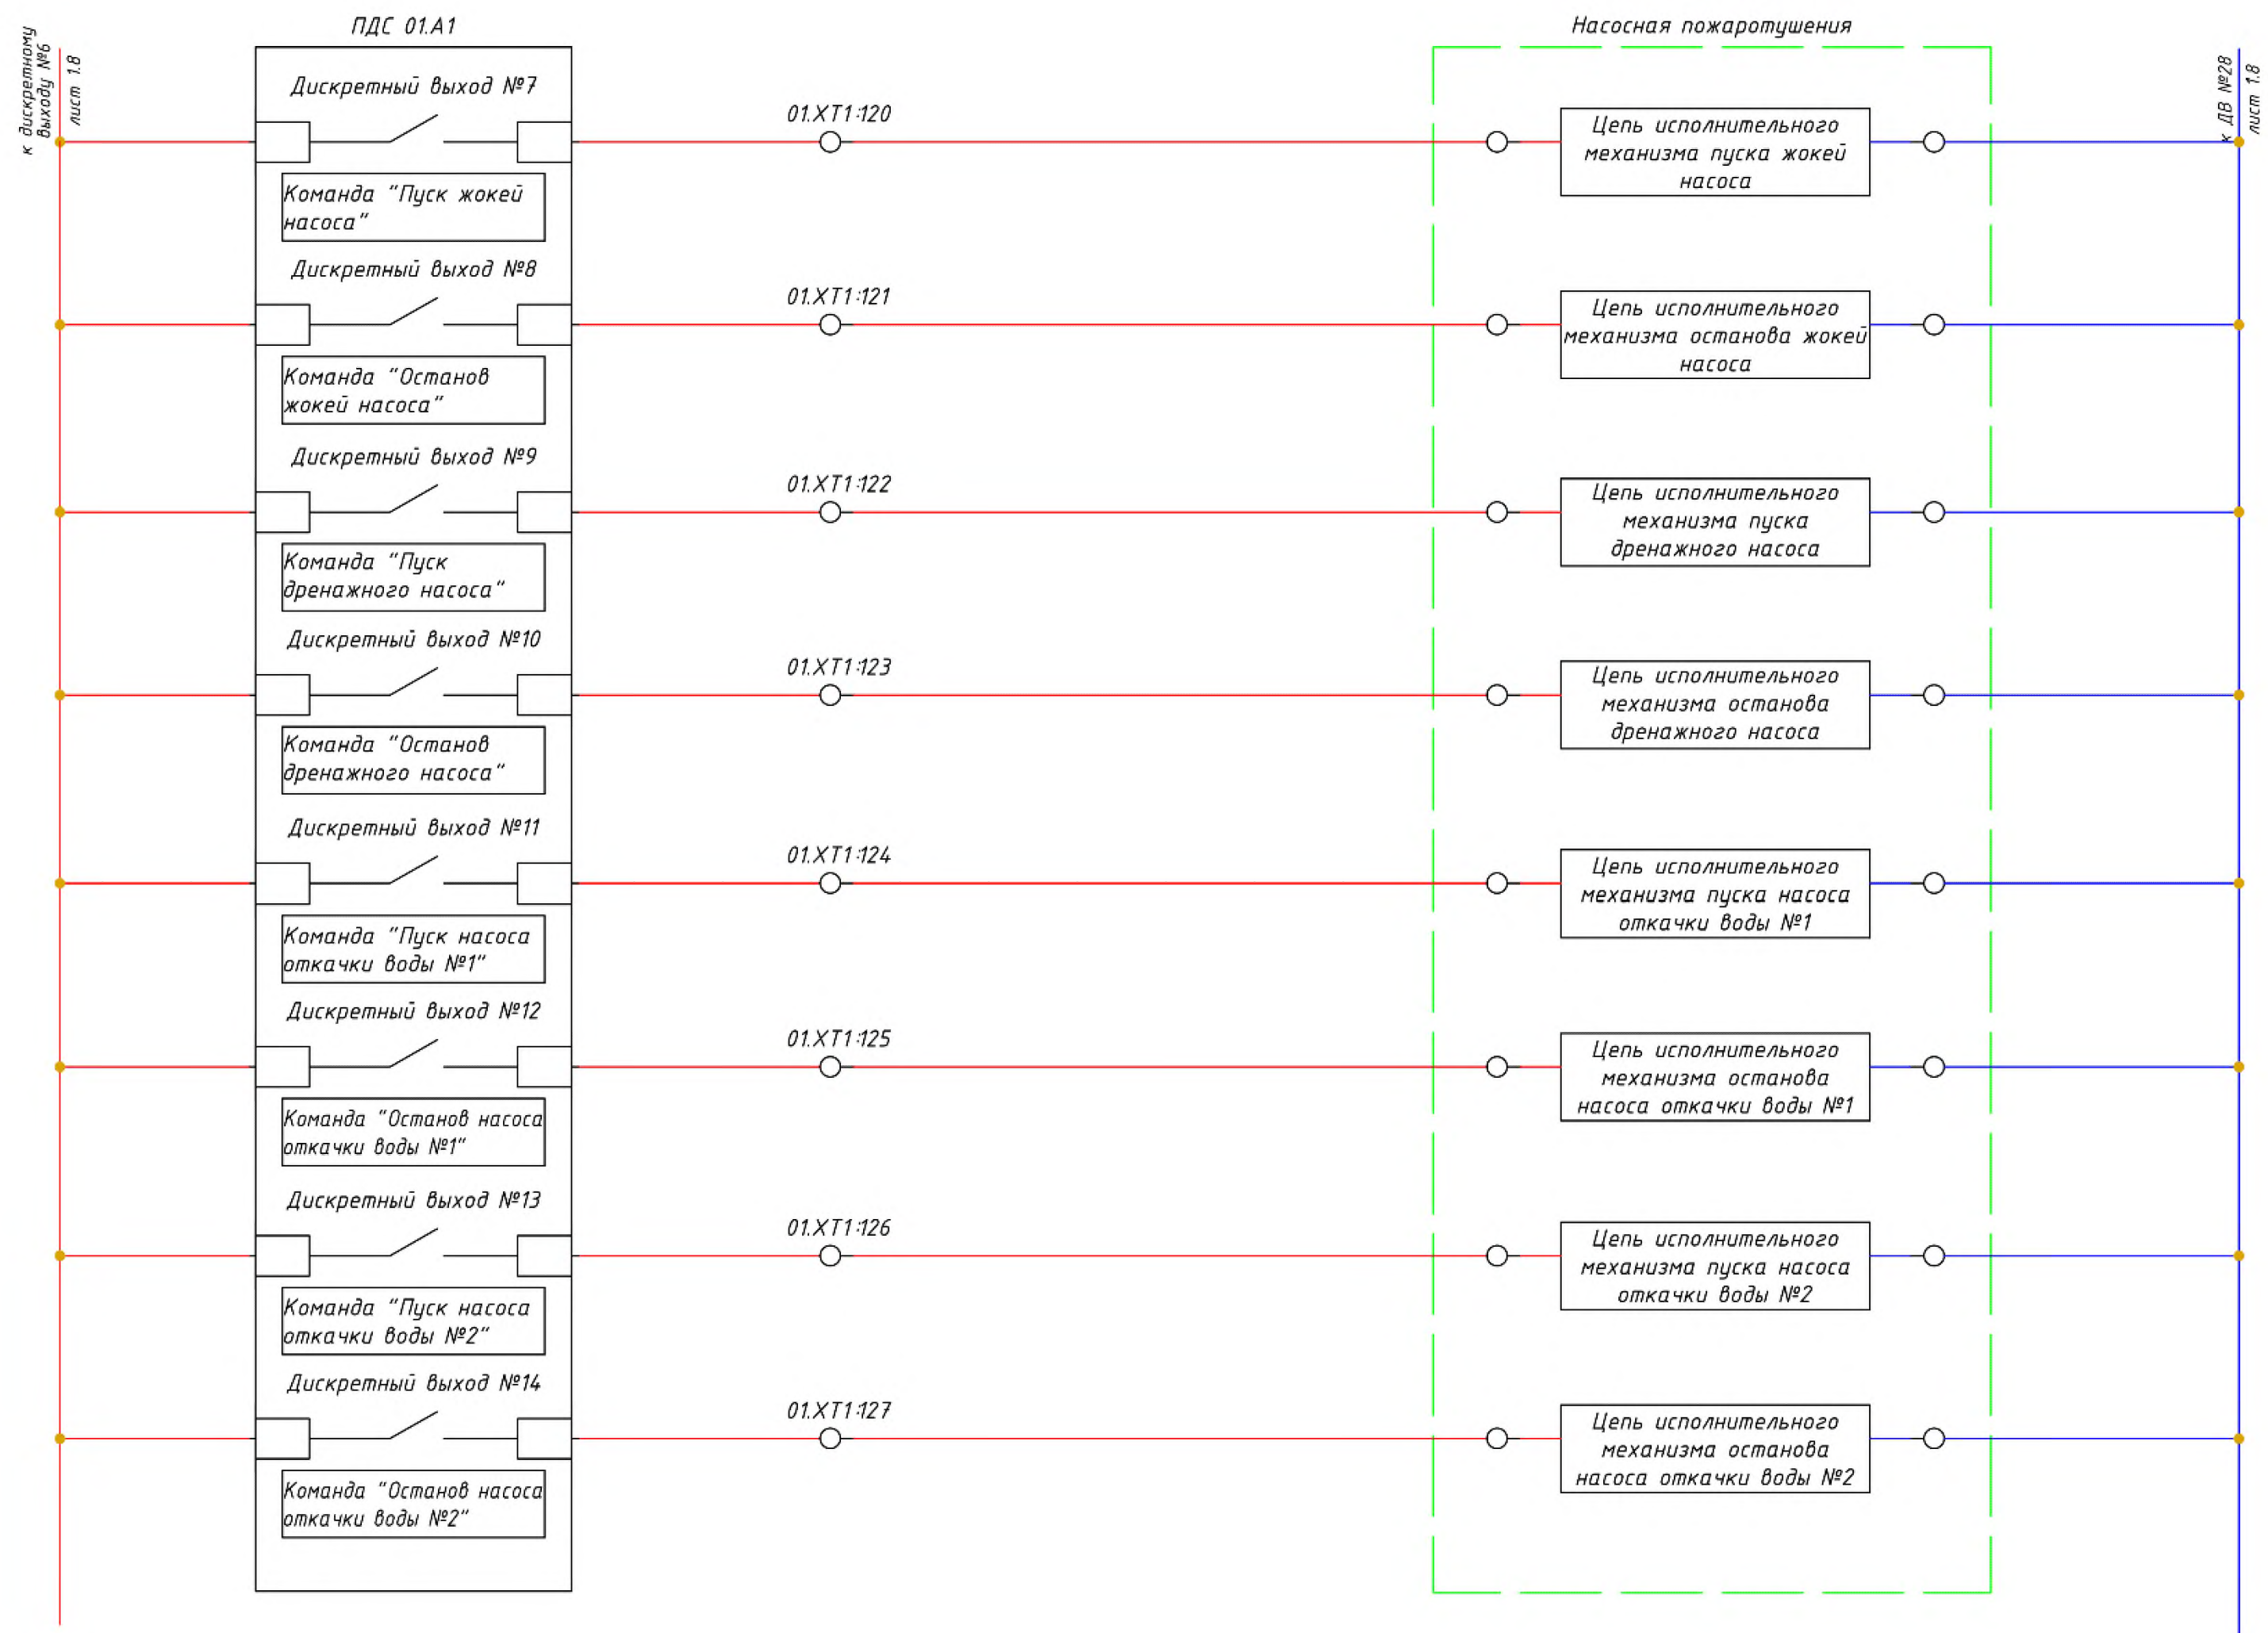 к дискретному
выходу №6
лист 1.8
ПДС 01.А1
Насосная пожаротушения
к ДВ №28
лист 1.8
Дискретный выход №7
01.XT1:120
Команда "Пуск жокей
насоса"
Цепь исполнительного
механизма пуска жокей
насоса
Дискретный выход №8
01.XT1:121
Команда "Останов
жокей насоса"
Цепь исполнительного
механизма останова жокей
насоса
Дискретный выход №9
01.XT1:122
Команда "Пуск
дренажного насоса"
Цепь исполнительного
механизма пуска
дренажного насоса
Дискретный выход №10
01.XT1:123
Команда "Останов
дренажного насоса"
Цепь исполнительного
механизма останова
дренажного насоса
Дискретный выход №11
01.XT1:124
Команда "Пуск насоса
откачки воды №1"
Цепь исполнительного
механизма пуска насоса
откачки воды №1
Дискретный выход №12
01.XT1:125
Команда "Останов насоса
откачки воды №1"
Цепь исполнительного
механизма останова
насоса откачки воды №1
Дискретный выход №13
01.XT1:126
Команда "Пуск насоса
откачки воды №2"
Цепь исполнительного
механизма пуска насоса
откачки воды №2
Дискретный выход №14
01.XT1:127
Команда "Останов насоса
откачки воды №2"
Цепь исполнительного
механизма останова
насоса откачки воды №2